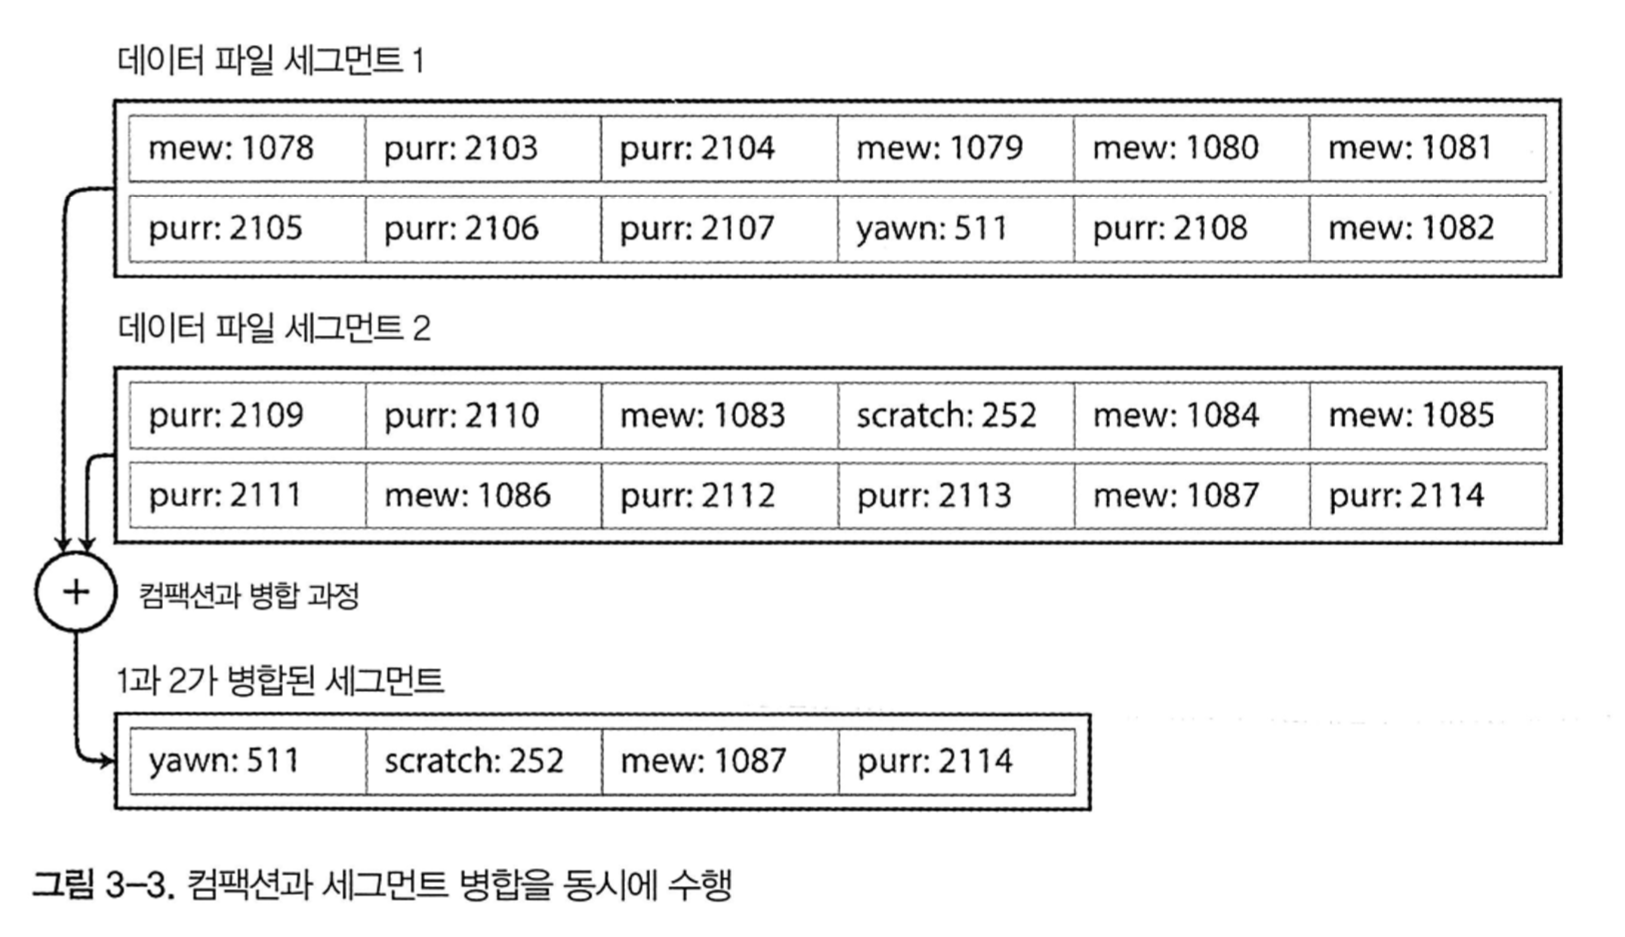 데이터 파일 세그먼트 1
mew: 1078 purr: 2103 purr: 2104 mew: 1079 mew: 1080 mew: 1081
purr: 2105 purr: 2106 purr: 2107 yawn: 511 purr: 2108 mew: 1082
데이터 파일 세그먼트 2
purr: 2109 purr: 2110 mew: 1083 scratch: 252 mew: 1084 mew: 1085
purr: 2111 mew: 1086 purr: 2112 purr: 2113 mew: 1087 purr: 2114
+ 컴팩션과 병합 과정
1과 2가 병합된 세그먼트
yawn: 511 scratch: 252 mew: 1087 purr: 2114
그림 3-3. 컴팩션과 세그먼트 병합을 동시에 수행